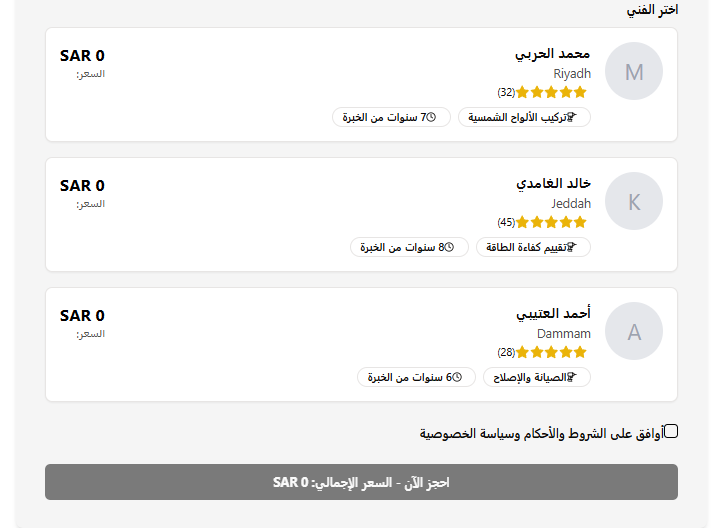 اختر الفني
M
محمد الحربي
Riyadh
(32)
تركيب الألواح الشمسية
7 سنوات من الخبرة
SAR 0
السعر:
K
خالد الغامدي
Jeddah
(45)
تقييم كفاءة الطاقة
8 سنوات من الخبرة
SAR 0
السعر:
A
أحمد العتيبي
Dammam
(28)
الصيانة والإصلاح
6 سنوات من الخبرة
SAR 0
السعر:
أوافق على الشروط والأحكام وسياسة الخصوصية
احجز الآن - السعر الإجمالي: SAR 0